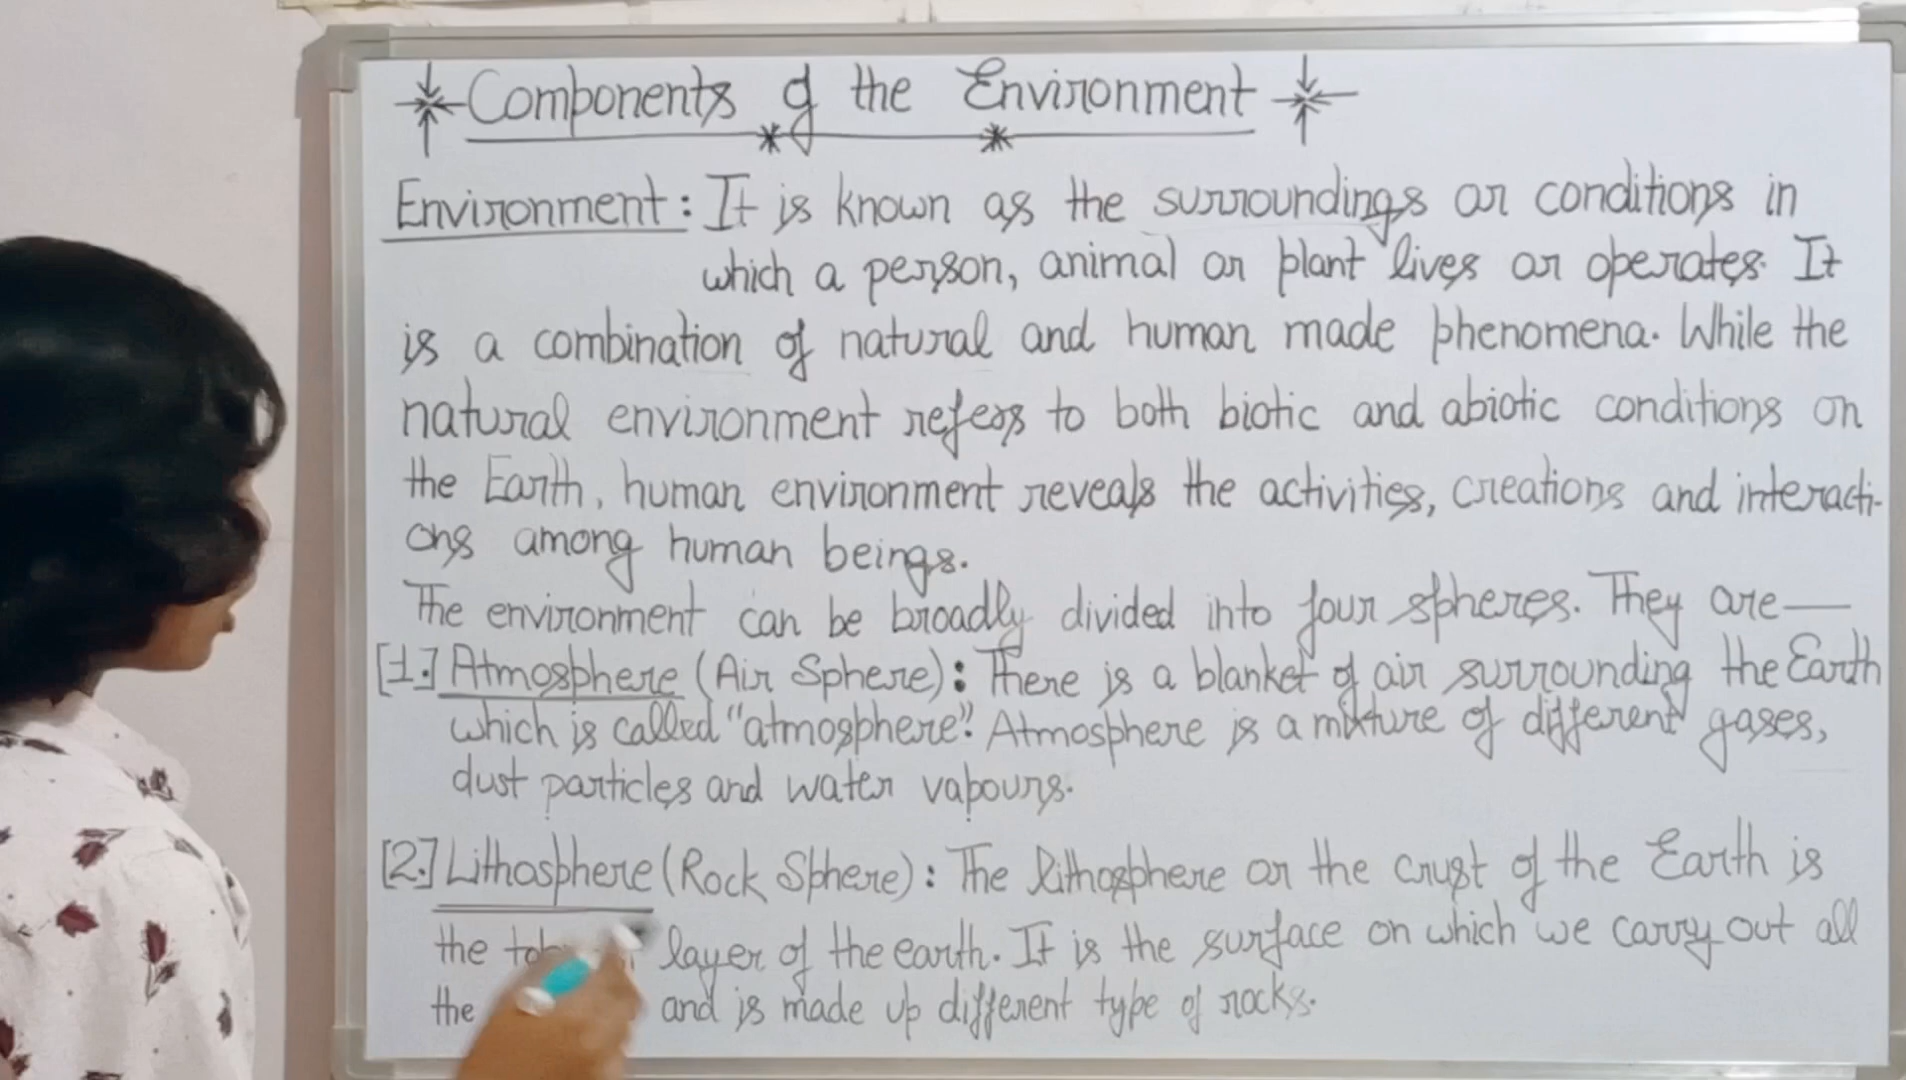 Components of the Environment
Environment: It is known as the surroundings or conditions in
which a person, animal or plant lives or operates. It
is a combination of natural and human made phenomena. While the
natural environment refers to both biotic and abiotic conditions on
the Earth, human environment reveals the activities, creations and interacti-
ons among human beings.
The environment can be broadly divided into four spheres. They are—
[1.] Atmosphere (Air Sphere): There is a blanket of air surrounding the Earth
which is called "atmosphere". Atmosphere is a mixture of different gases,
dust particles and water vapours.
[2.] Lithosphere (Rock Sphere): The lithosphere or the crust of the Earth is
the layer of the earth. It is the surface on which we carry out all
the and is made up different type of rocks.